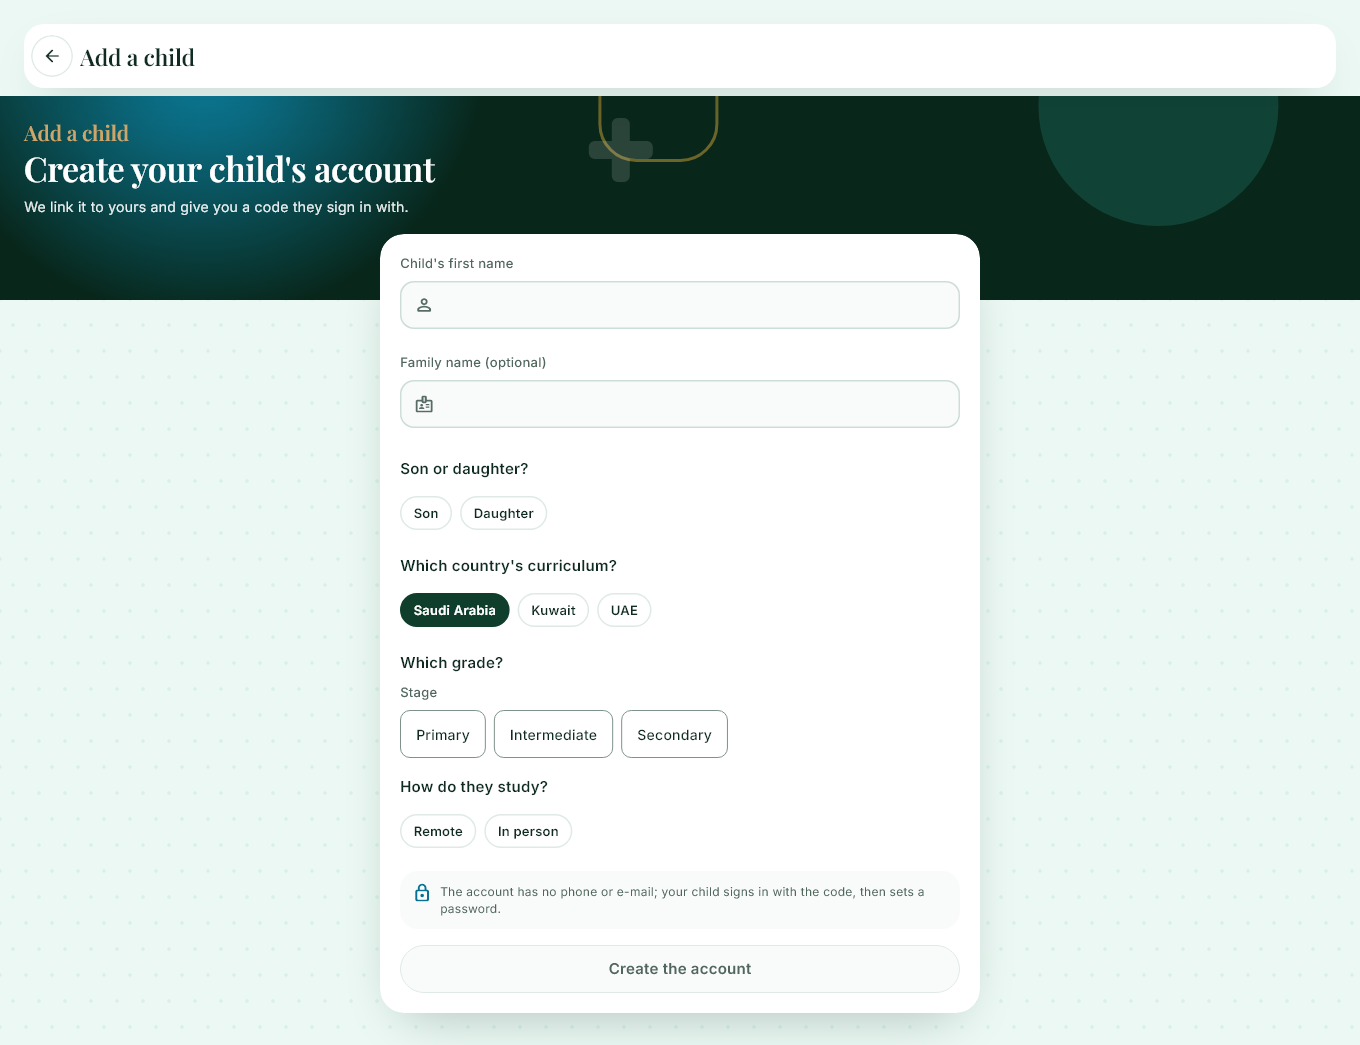 Add a child
Add a child
Create your child's account
We link it to yours and give you a code they sign in with.
Child's first name
Family name (optional)
Son or daughter?
Son
Daughter
Which country's curriculum?
Saudi Arabia
Kuwait
UAE
Which grade?
Stage
Primary
Intermediate
Secondary
How do they study?
Remote
In person
The account has no phone or e-mail; your child signs in with the code, then sets a
password.
Create the account